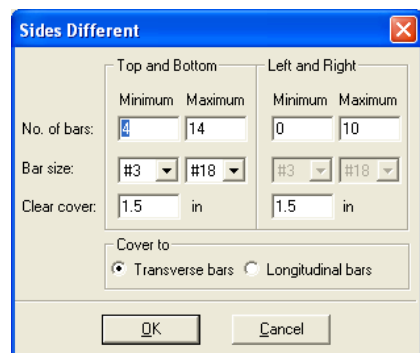 Sides Different
Top and Bottom Left and Right
Minimum Maximum Minimum Maximum
No. of bars: 4 14 0 10
Bar size: #3 #18 #3 #18
Clear cover: 1.5 in 1.5 in
Cover to
Transverse bars Longitudinal bars
OK Cancel